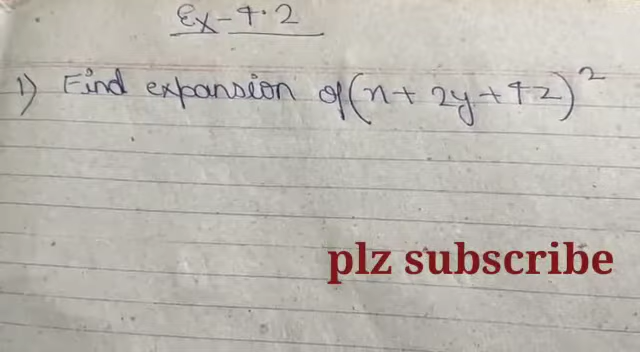 Ex-4.2
1) Find expansion of (x + 2y + 4z)²
plz subscribe